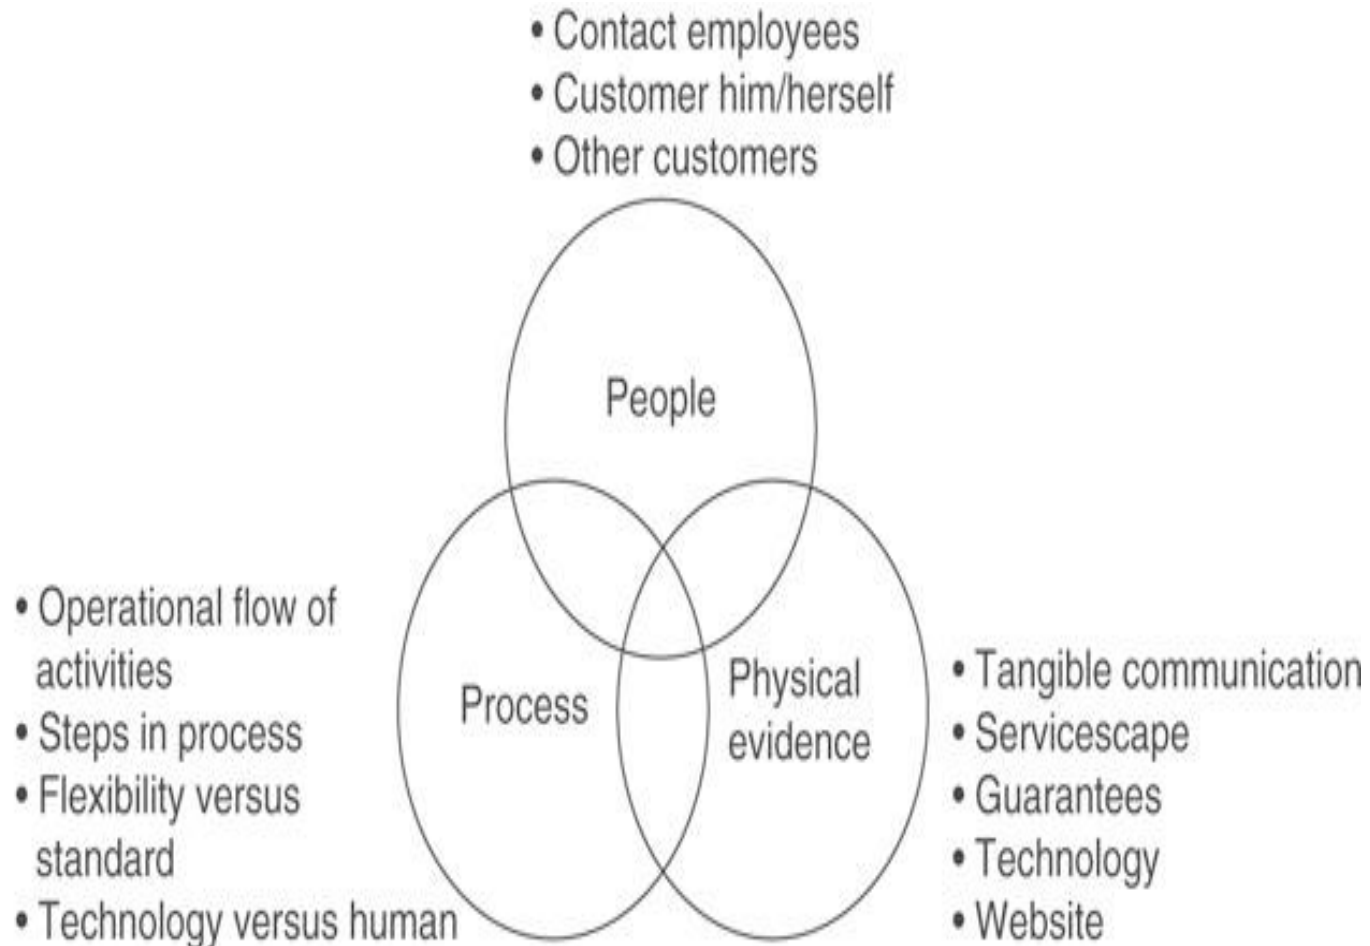 • Contact employees
• Customer him/herself
• Other customers
People
• Operational flow of
activities
• Steps in process
• Flexibility versus
standard
• Technology versus human
Process
Physical
evidence
• Tangible communication
• Servicescape
• Guarantees
• Technology
• Website